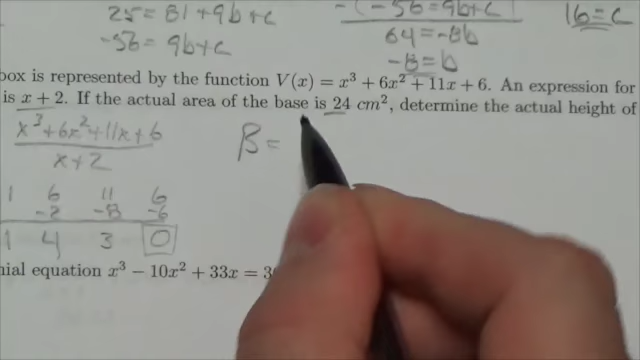 25 = 81 + 9b + c
-56 = 9b + c
-(-56 = 9b + c)
64 = -8b
-8 = b
16 = c
box is represented by the function V(x) = x³ + 6x² + 11x + 6. An expression for
is x + 2. If the actual area of the base is 24 cm², determine the actual height of
x³ + 6x² + 11x + 6
x + 2
B =
1 6 11 6
-2 -8 -6
1 4 3 0
nial equation x³ − 10x² + 33x = 3